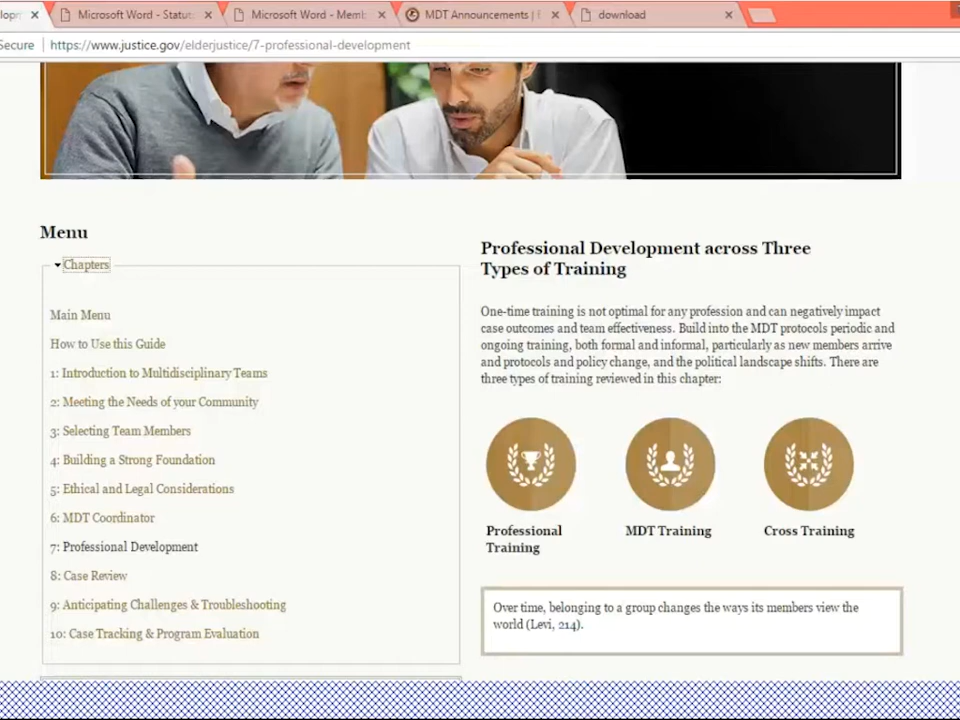 Microsoft Word - Statu
Microsoft Word - Memb
MDT Announcements |
download
Secure
https://www.justice.gov/elderjustice/7-professional-development
Menu
Chapters
Main Menu
How to Use this Guide
1: Introduction to Multidisciplinary Teams
2: Meeting the Needs of your Community
3: Selecting Team Members
4: Building a Strong Foundation
5: Ethical and Legal Considerations
6: MDT Coordinator
7: Professional Development
8: Case Review
9: Anticipating Challenges & Troubleshooting
10: Case Tracking & Program Evaluation
Professional Development across Three
Types of Training
One-time training is not optimal for any profession and can negatively impact
case outcomes and team effectiveness. Build into the MDT protocols periodic and
ongoing training, both formal and informal, particularly as new members arrive
and protocols and policy change, and the political landscape shifts. There are
three types of training reviewed in this chapter:
Professional
Training
MDT Training
Cross Training
Over time, belonging to a group changes the ways its members view the
world (Levi, 214).